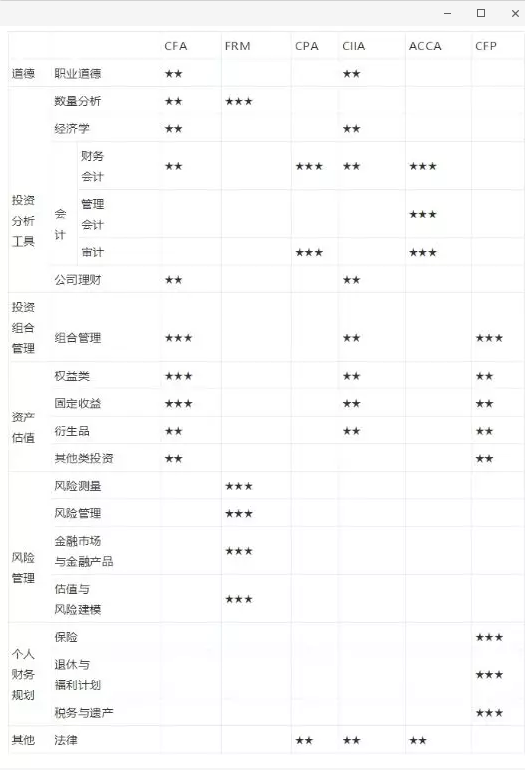 CFA FRM CPA CIIA ACCA CFP
道德 职业道德 ★★ ★★
数量分析 ★★ ★★★
经济学 ★★ ★★
投资
分析
工具
会
计
财务
会计 ★★ ★★★ ★★ ★★★
管理
会计 ★★★
审计 ★★★ ★★★
公司理财 ★★ ★★
投资
组合
管理
组合管理 ★★★ ★★ ★★★
资产
估值
权益类 ★★★ ★★ ★★
固定收益 ★★★ ★★ ★★
衍生品 ★★ ★★ ★★
其他类投资 ★★ ★★
风险
管理
风险测量 ★★★
风险管理 ★★★
金融市场
与金融产品 ★★★
估值与
风险建模 ★★★
个人
财务
规划
保险 ★★★
退休与
福利计划 ★★★
税务与遗产 ★★★
其他 法律 ★★ ★★ ★★